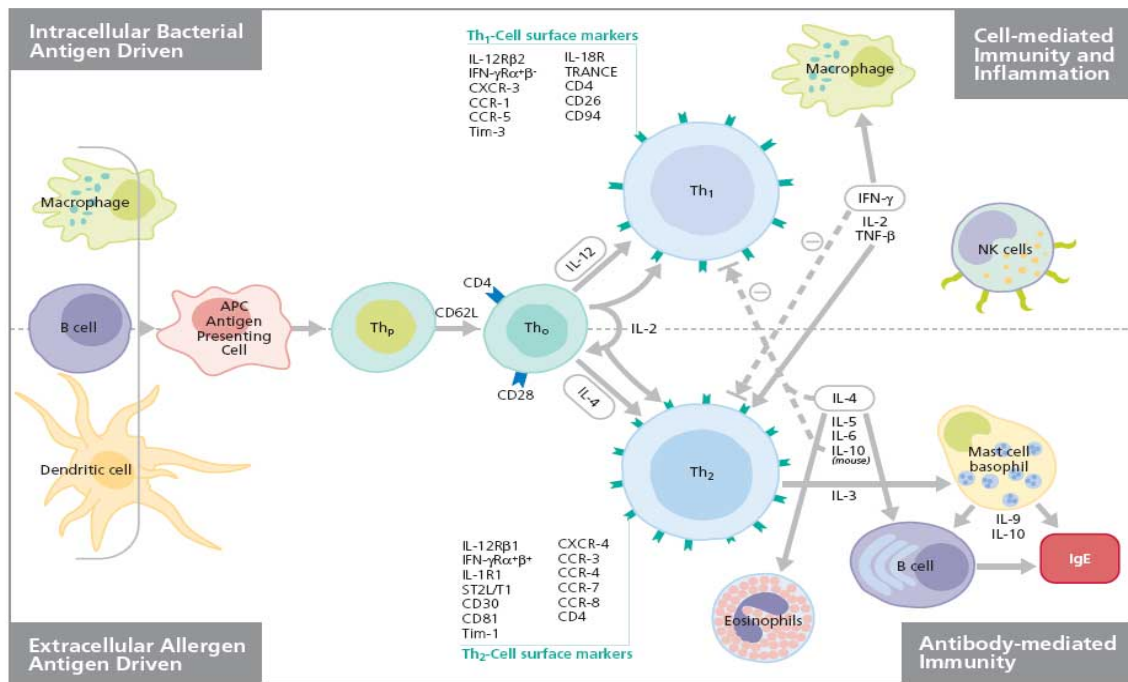 Intracellular Bacterial
Antigen Driven
Th₁-Cell surface markers
IL-12Rβ2
IFN-γRα⁺β⁻
CXCR-3
CCR-1
CCR-5
Tim-3
IL-18R
TRANCE
CD4
CD26
CD94
Macrophage
Cell-mediated
Immunity and
Inflammation
Macrophage
B cell
Dendritic cell
APC
Antigen
Presenting
Cell
Thₚ
CD62L
CD4
Th₀
CD28
IL-12
IL-2
IL-4
Th₁
Th₂
IFN-γ
IL-2
TNF-β
NK cells
IL-4
IL-5
IL-6
IL-10
(mouse)
IL-3
Mast cell
basophil
IL-9
IL-10
B cell
IgE
Eosinophils
IL-12Rβ1
IFN-γRα⁺β⁺
IL-1R1
ST2L/T1
CD30
CD81
Tim-1
CXCR-4
CCR-3
CCR-4
CCR-7
CCR-8
CD4
Th₂-Cell surface markers
Extracellular Allergen
Antigen Driven
Antibody-mediated
Immunity